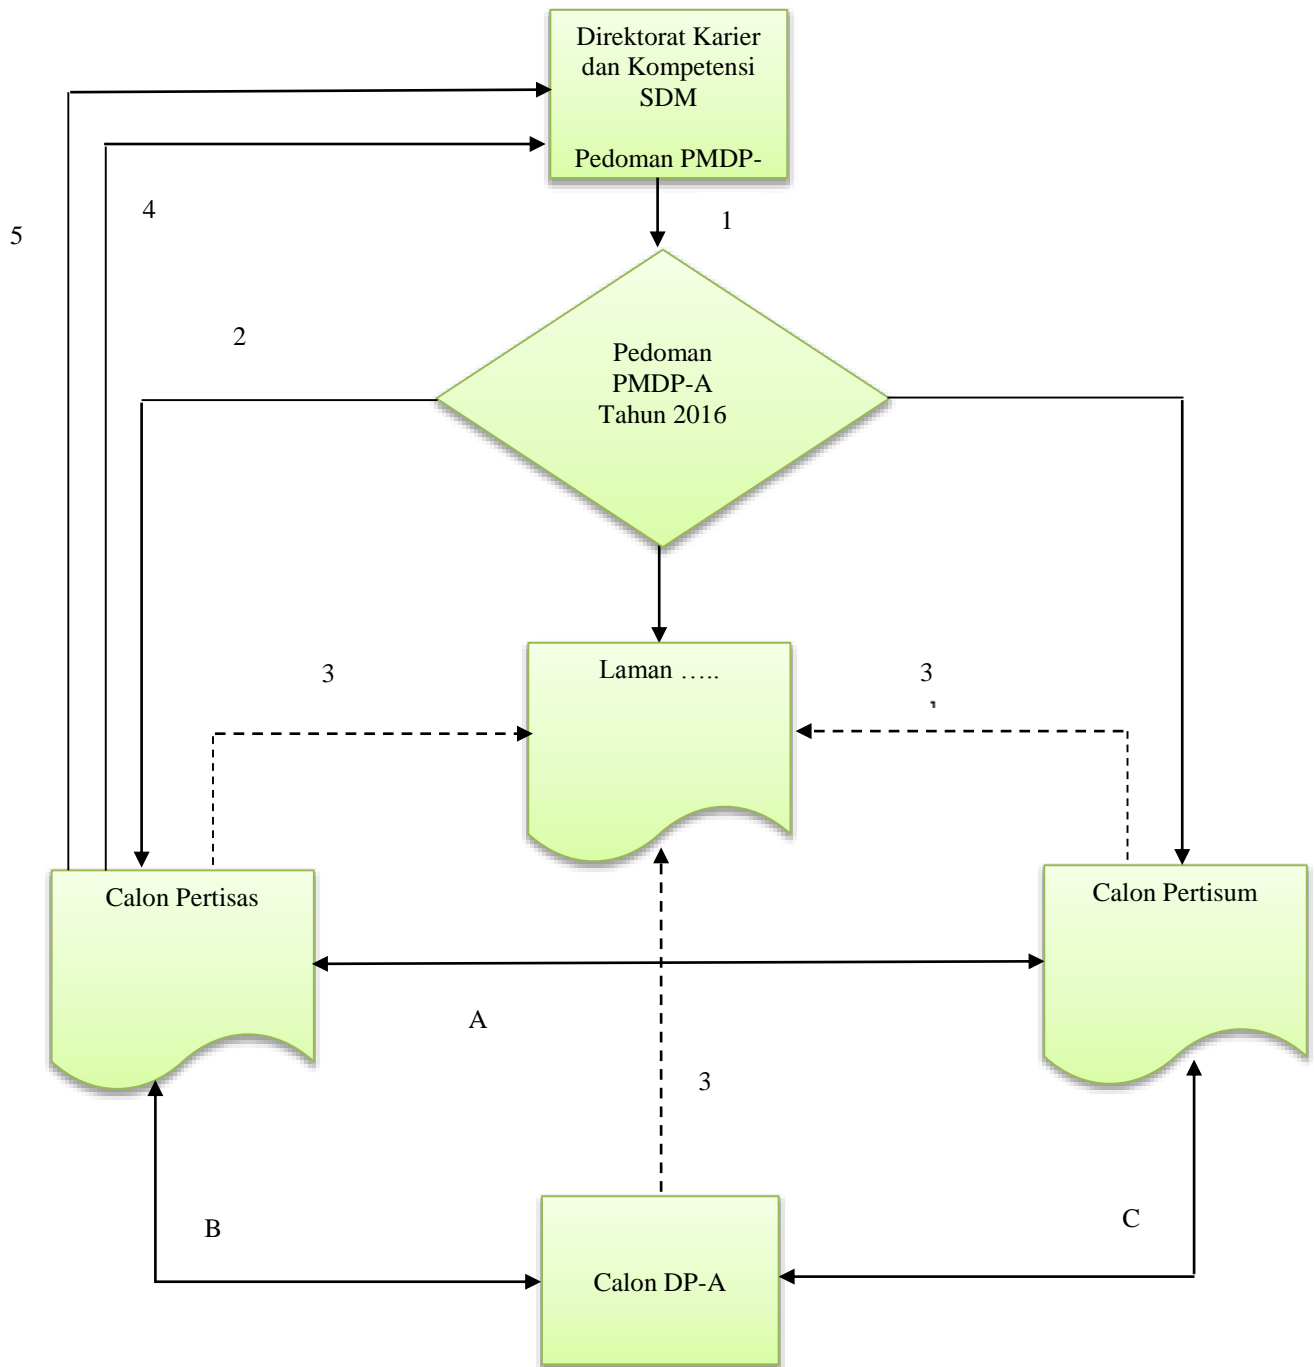 Direktorat Karier
dan Kompetensi
SDM
Pedoman PMDP-
1
4
5
2
Pedoman
PMDP-A
Tahun 2016
Laman …..
3
3
Calon Pertisas
Calon Pertisum
A
3
B
C
Calon DP-A